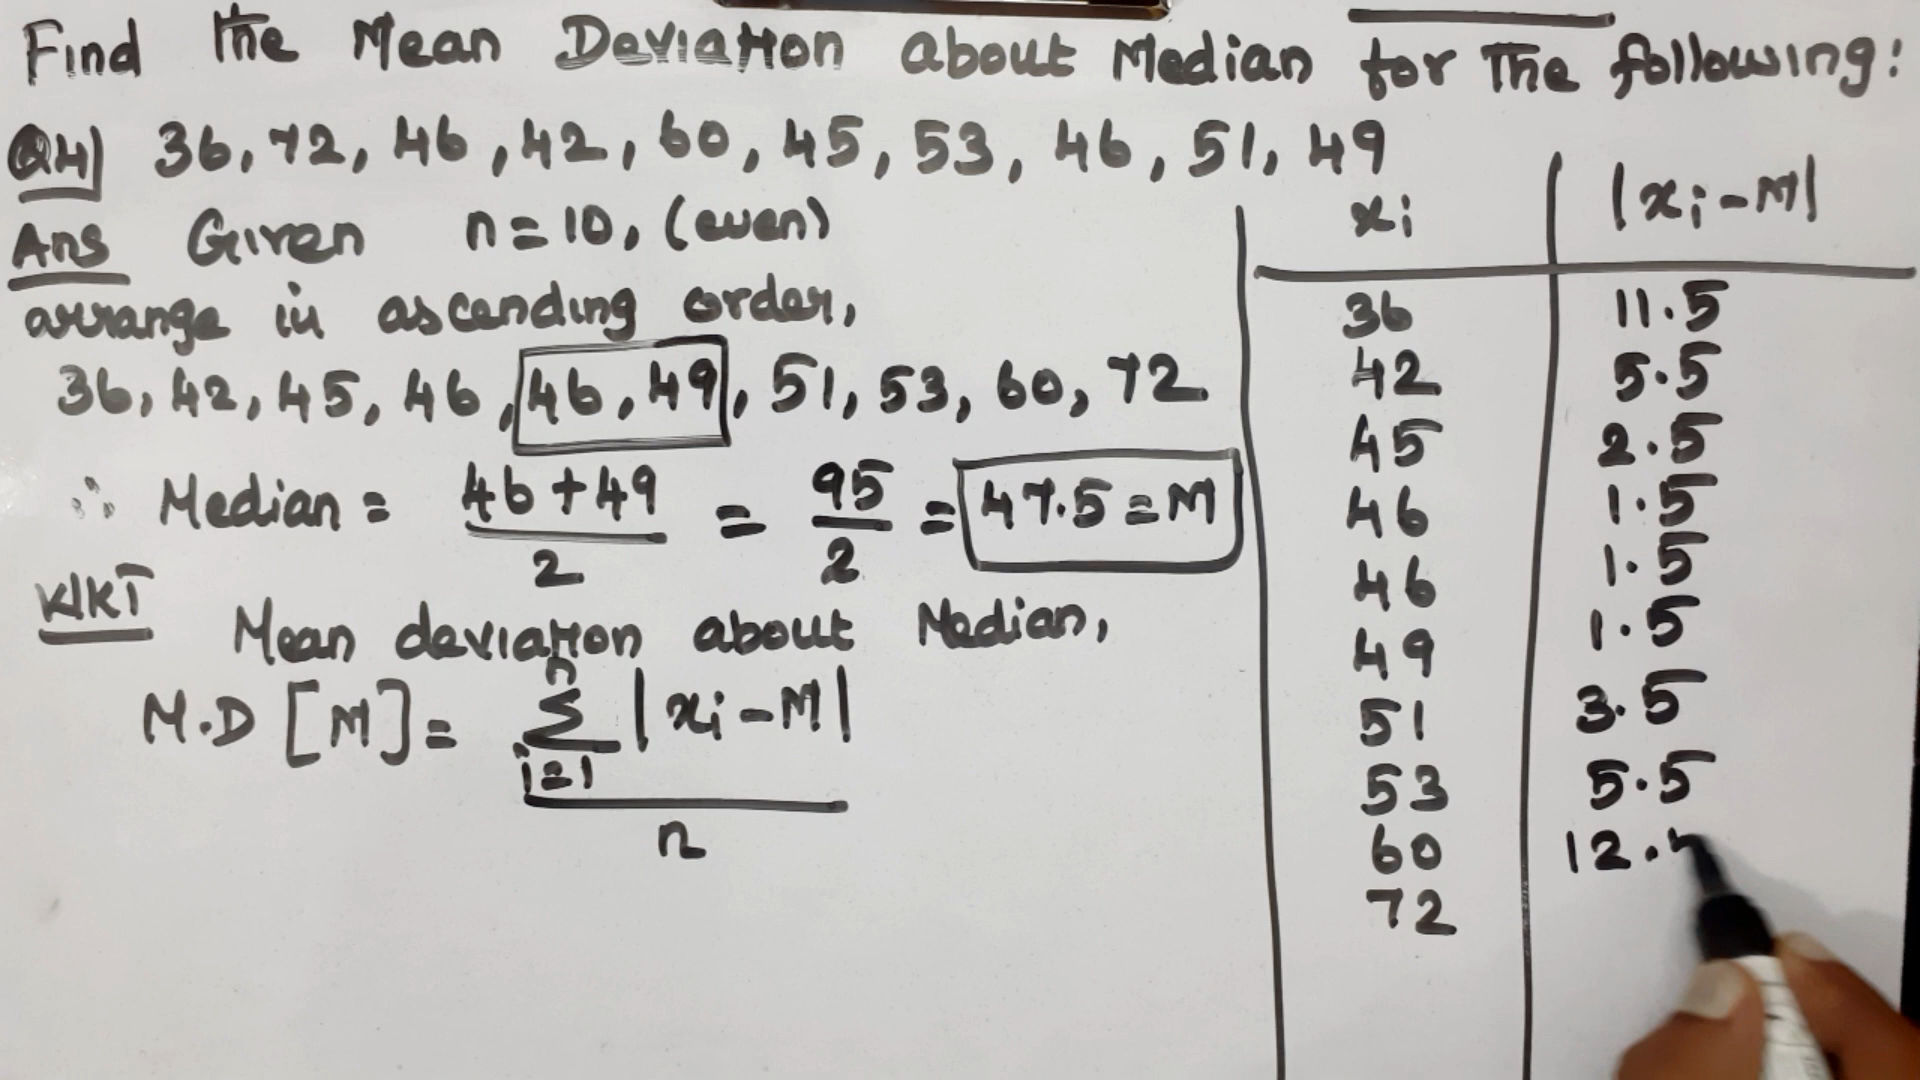 Find the Mean Deviation about Median for the following:
Q4) 36, 72, 46, 42, 60, 45, 53, 46, 51, 49
Ans Given n=10, (even)
arrange in ascending order,
36, 42, 45, 46, 46, 49, 51, 53, 60, 72
∴ Median = 46+49/2 = 95/2 = 47.5 = M
WKT Mean deviation about Median,
M.D [M] = n Σ i=1 |xi-M| / n
xi |xi-M|
36 11.5
42 5.5
45 2.5
46 1.5
46 1.5
49 1.5
51 3.5
53 5.5
60 12.
72